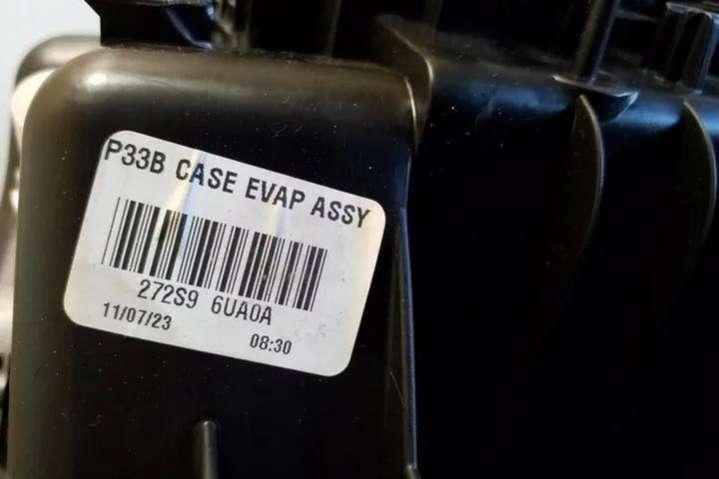 P33B CASE EVAP ASSY
272S9 6UA0A
11/07/23 08:30